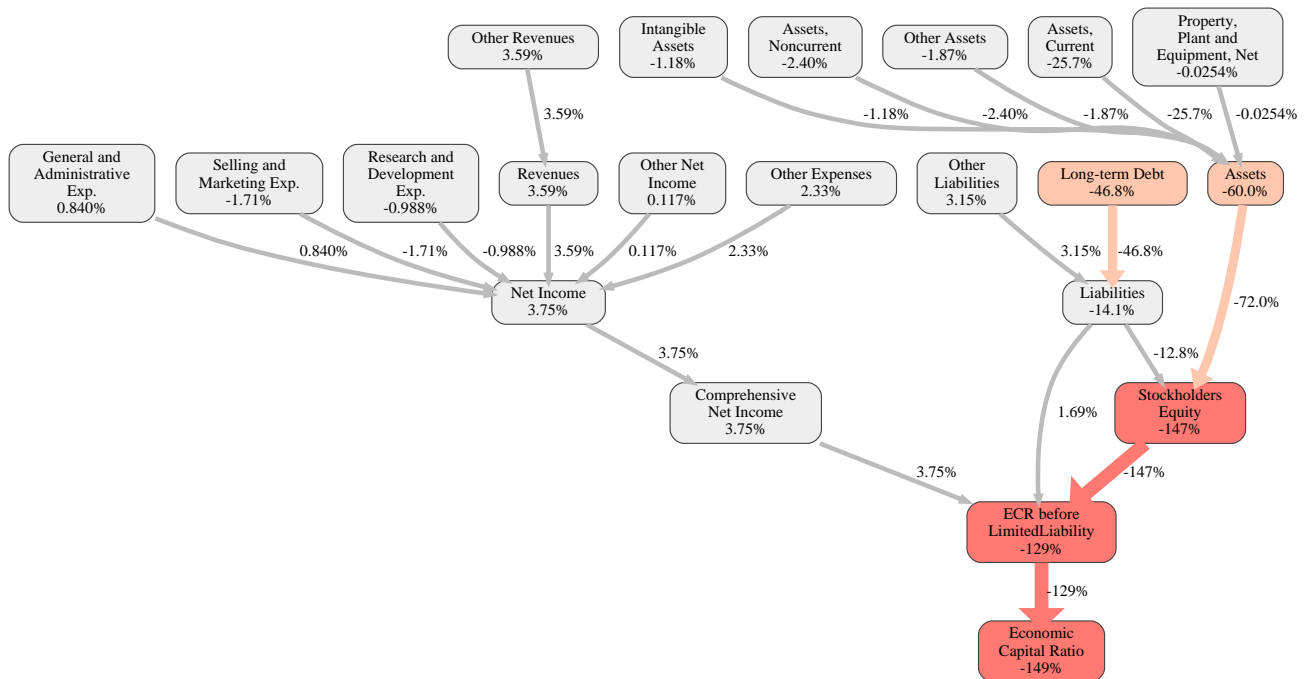 Other Revenues
3.59%
Intangible
Assets
-1.18%
Assets,
Noncurrent
-2.40%
Other Assets
-1.87%
Assets,
Current
-25.7%
Property,
Plant and
Equipment, Net
-0.0254%
3.59%
-1.18%
-2.40%
-1.87%
-25.7%
-0.0254%
General and
Administrative
Exp.
0.840%
Selling and
Marketing Exp.
-1.71%
Research and
Development
Exp.
-0.988%
Revenues
3.59%
Other Net
Income
0.117%
Other Expenses
2.33%
Other
Liabilities
3.15%
Long-term Debt
-46.8%
Assets
-60.0%
0.840%
-1.71%
-0.988%
3.59%
0.117%
2.33%
3.15%
-46.8%
Net Income
3.75%
Liabilities
-14.1%
-72.0%
3.75%
-12.8%
Comprehensive
Net Income
3.75%
1.69%
Stockholders
Equity
-147%
3.75%
-147%
ECR before
LimitedLiability
-129%
-129%
Economic
Capital Ratio
-149%